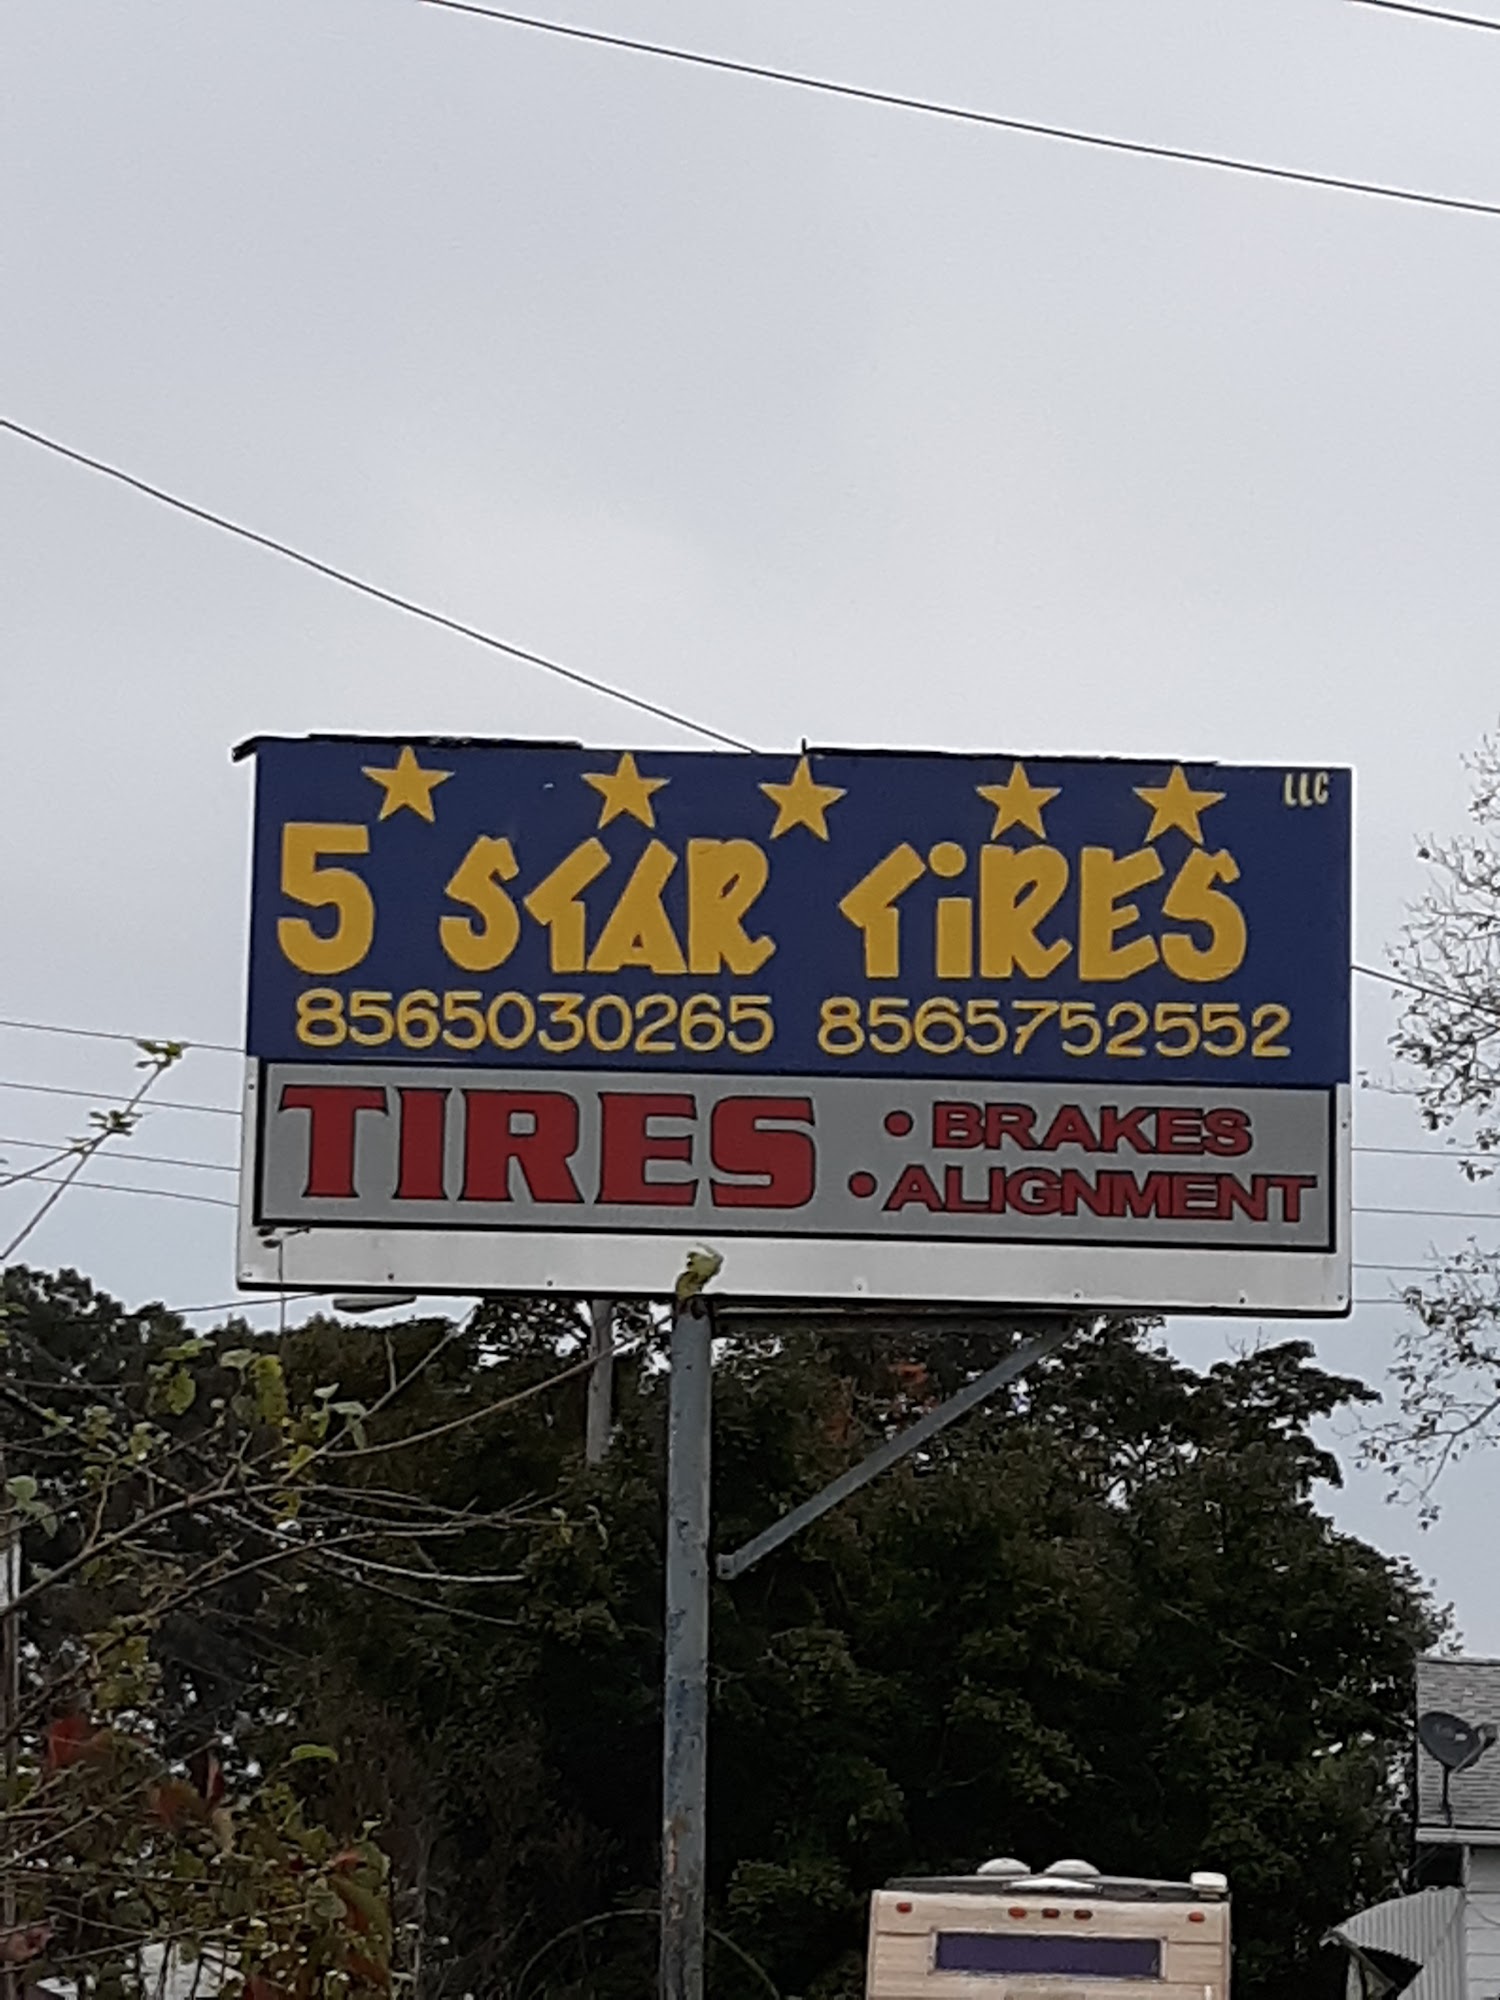 LLC
5 STAR TiRES
8565030265 8565752552
TIRES • BRAKES
• ALIGNMENT